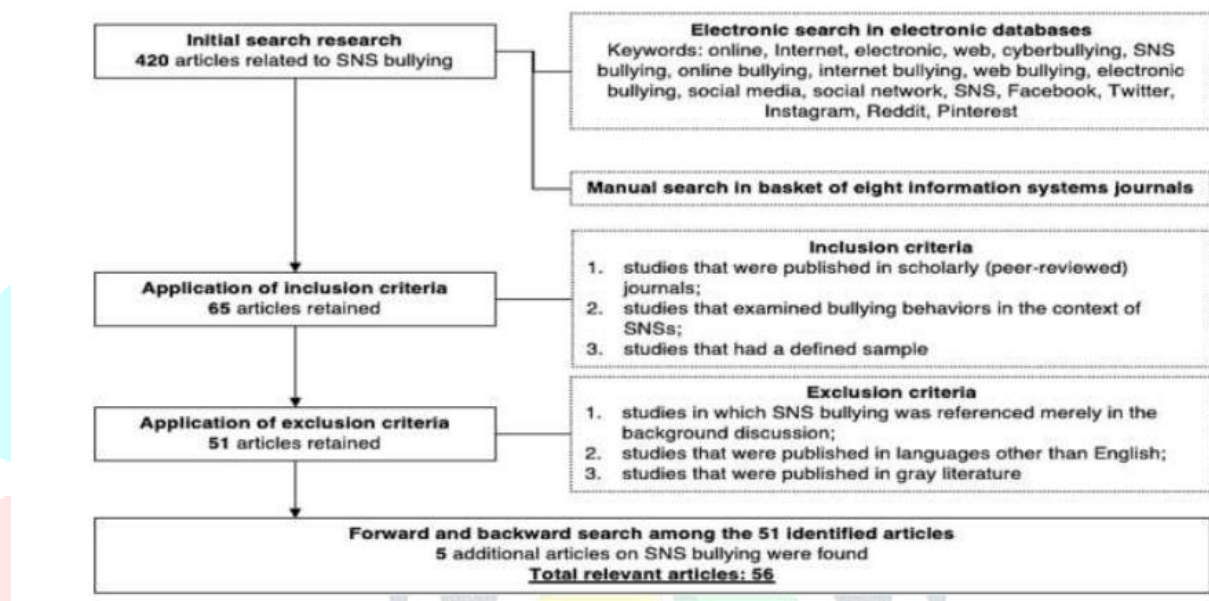 Initial search research
420 articles related to SNS bullying
Electronic search in electronic databases
Keywords: online, Internet, electronic, web, cyberbullying, SNS
bullying, online bullying, internet bullying, web bullying, electronic
bullying, social media, social network, SNS, Facebook, Twitter,
Instagram, Reddit, Pinterest
Manual search in basket of eight information systems journals
Application of inclusion criteria
65 articles retained
Inclusion criteria
1. studies that were published in scholarly (peer-reviewed)
journals;
2. studies that examined bullying behaviors in the context of
SNSs;
3. studies that had a defined sample
Application of exclusion criteria
51 articles retained
Exclusion criteria
1. studies in which SNS bullying was referenced merely in the
background discussion;
2. studies that were published in languages other than English;
3. studies that were published in gray literature
Forward and backward search among the 51 identified articles
5 additional articles on SNS bullying were found
Total relevant articles: 56